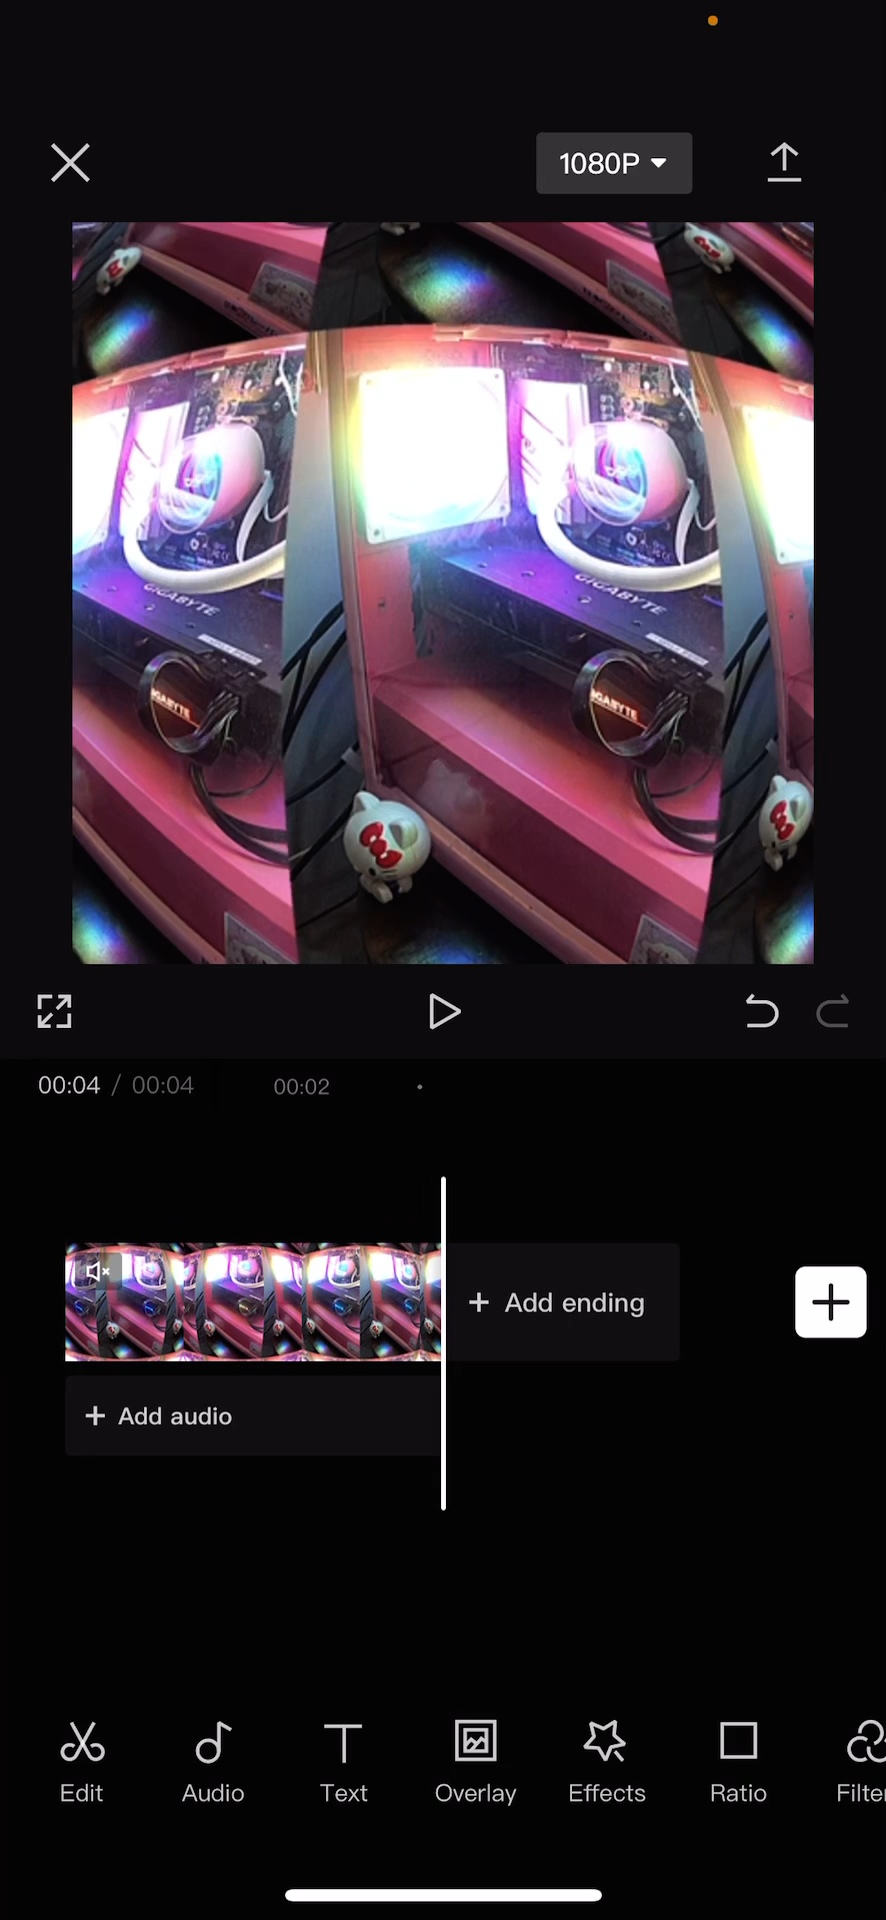 1080P
GIGABYTE
GIGABYTE
GIGABYTE
00:04 / 00:04
00:02
Add ending
Add audio
Edit
Audio
Text
Overlay
Effects
Ratio
Filter